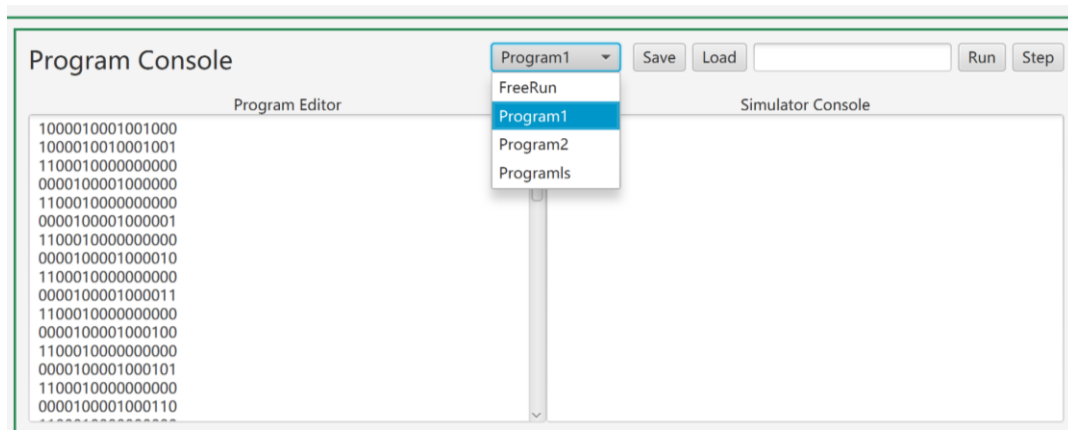 Program Console
Program1
Save
Load
Run
Step
FreeRun
Program1
Program2
Programls
Program Editor
Simulator Console
1000010001001000
1000010010001001
1100010000000000
0000100001000000
1100010000000000
0000100001000001
1100010000000000
0000100001000010
1100010000000000
0000100001000011
1100010000000000
0000100001000100
1100010000000000
0000100001000101
1100010000000000
0000100001000110